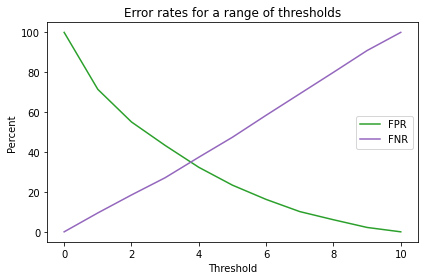 Error rates for a range of thresholds
100
80
60
40
20
0
Percent
FPR
FNR
0 2 4 6 8 10
Threshold